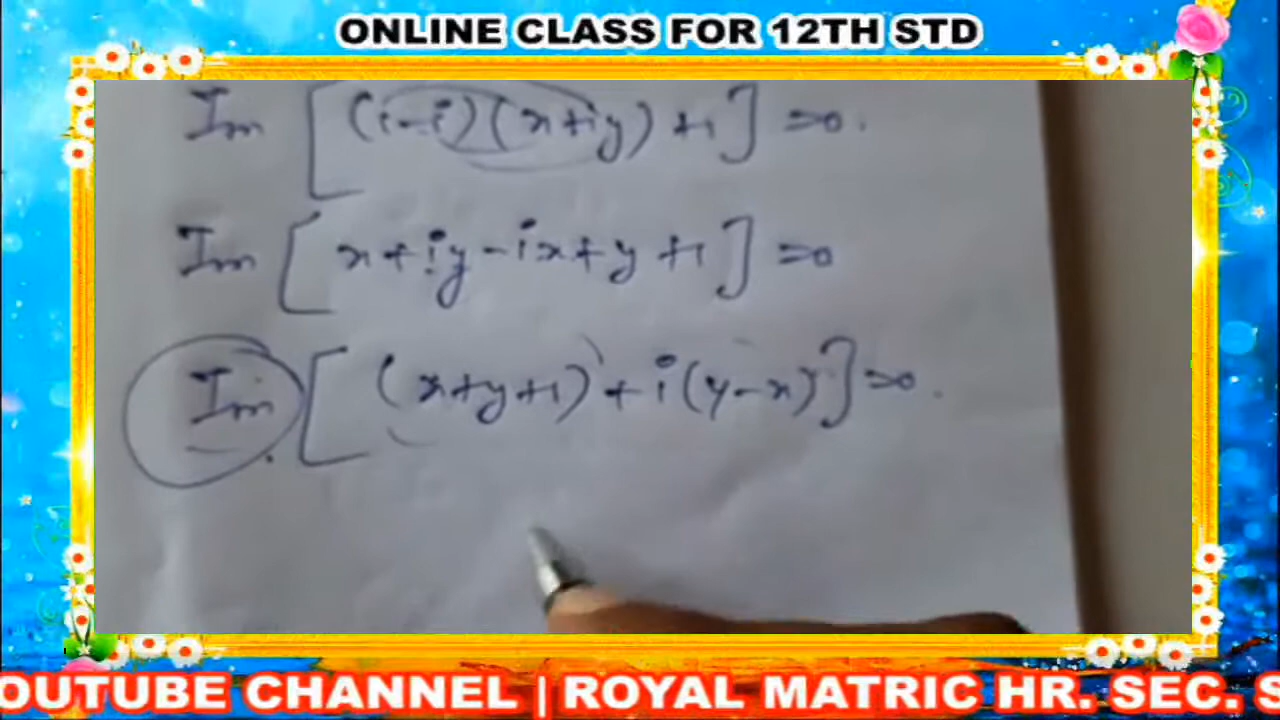 ONLINE CLASS FOR 12TH STD
Im [(1-i)(x+iy)+1] =0.
Im [x+iy-ix+y+1] =0
Im [(x+y+1)+i(y-x)] =0.
OUTUBE CHANNEL | ROYAL MATRIC HR. SEC. S